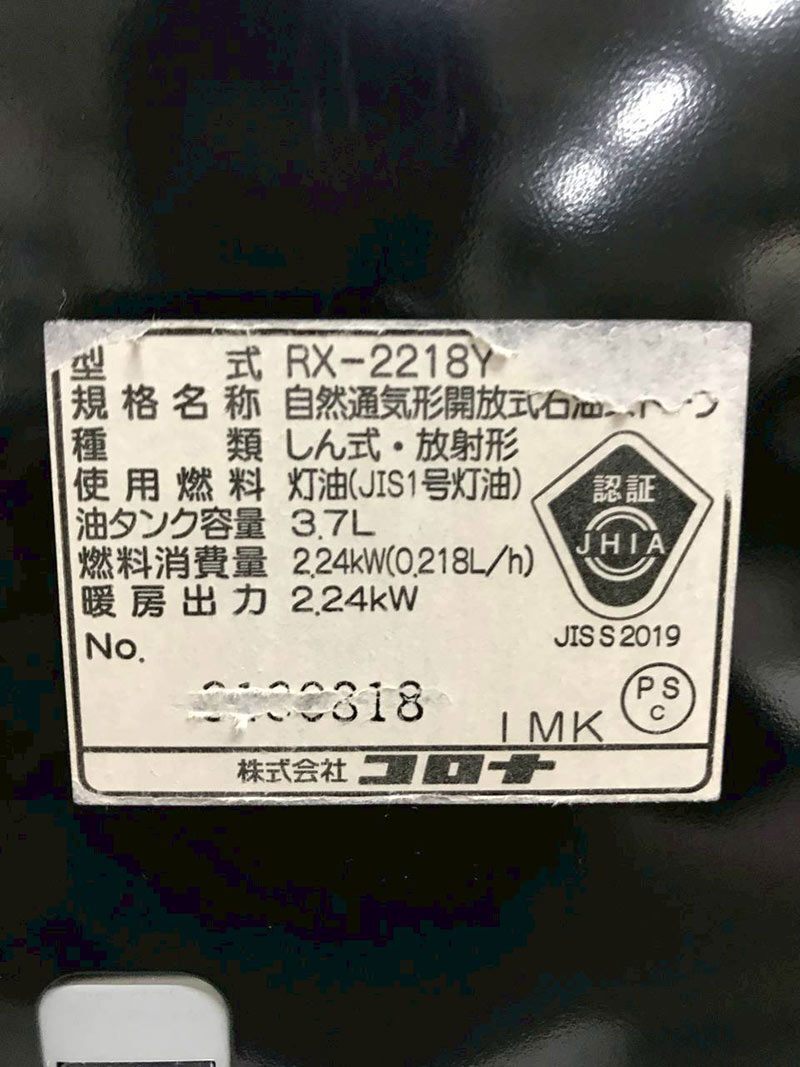 型式 RX-2218Y
規格名称 自然通気形開放式石油ストーブ
種類 しん式・放射形
使用燃料 灯油(JIS1号灯油)
油タンク容量 3.7L
燃料消費量 2.24kW(0.218L/h)
暖房出力 2.24kW
認証
JHIA
JIS S 2019
No.
PS
C
IMK
株式会社 コロナ